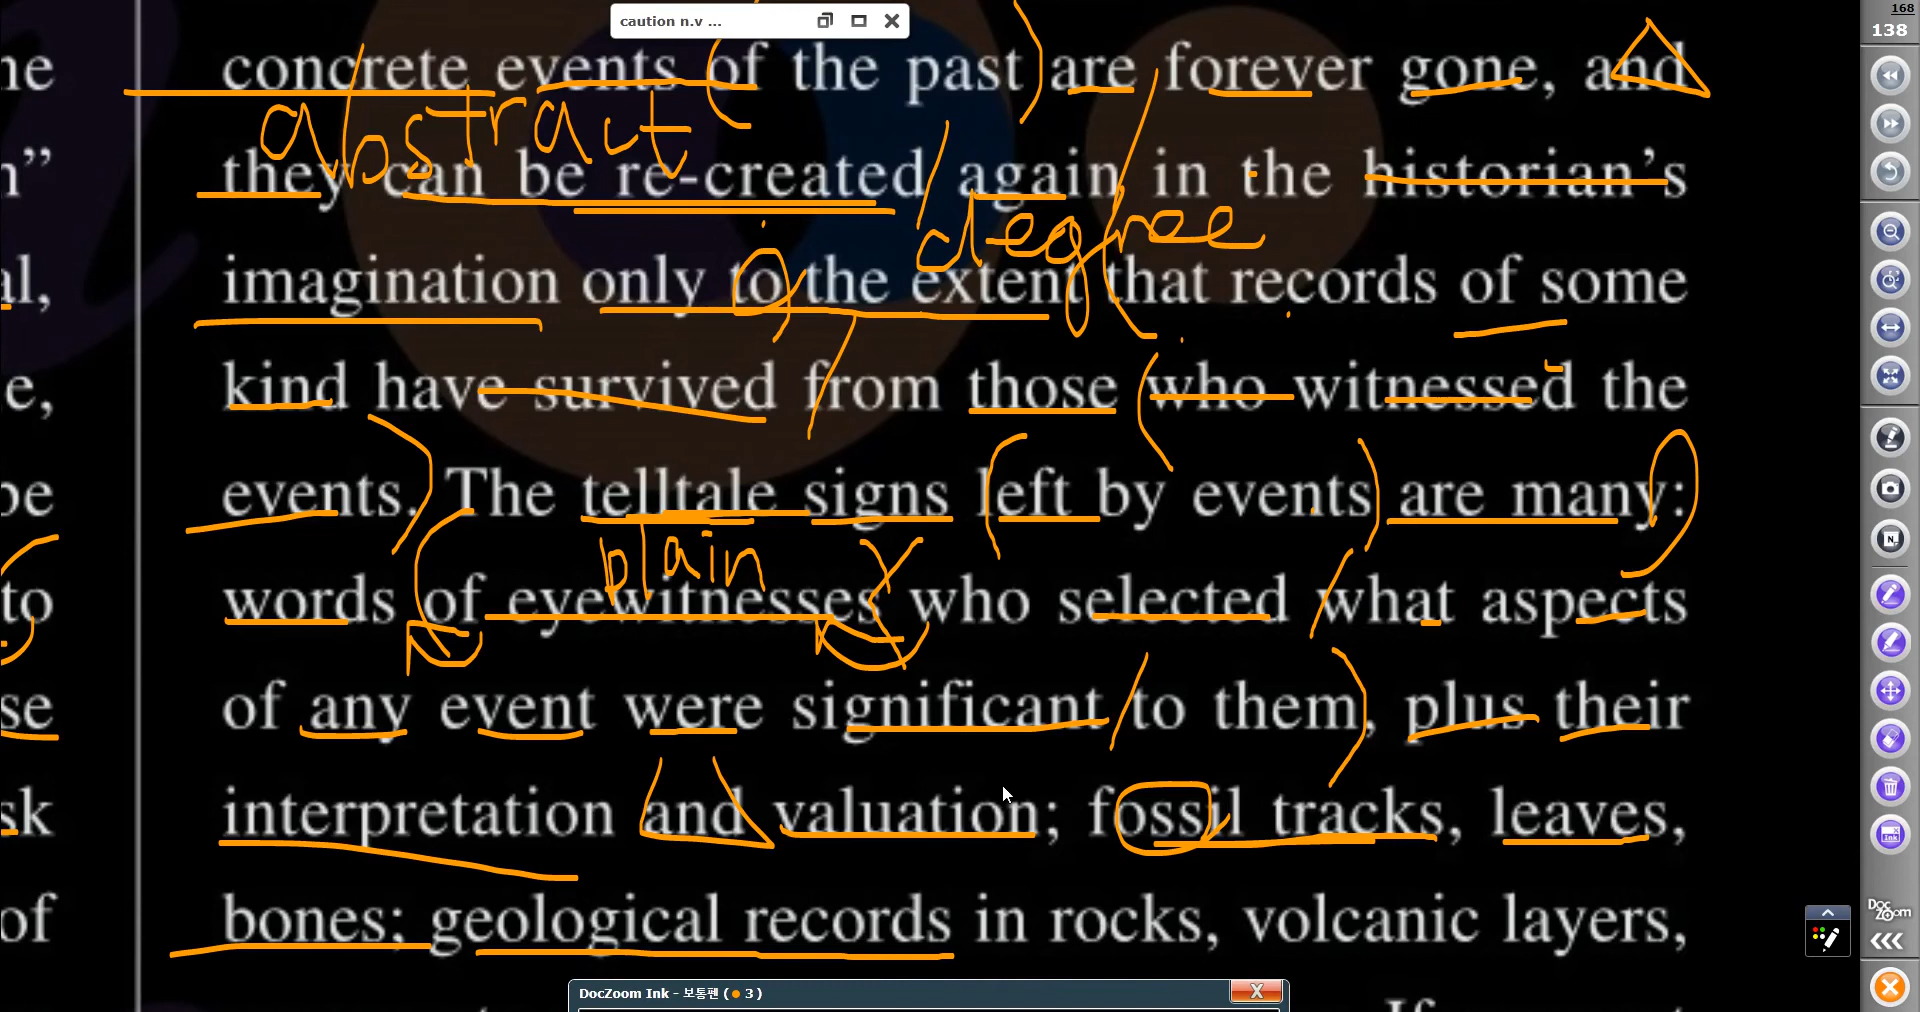 caution n.v ...
168
138
ne
concrete events of the past are forever gone, and
abstract
n”
they can be re-created again in the historian’s
degree
al,
imagination only to the extent that records of some
e,
kind have survived from those who witnessed the
be
events. The telltale signs left by events are many:
plain
to
words of eyewitnesses who selected what aspects
se
of any event were significant to them, plus their
sk
interpretation and valuation; fossil tracks, leaves,
of
bones; geological records in rocks, volcanic layers,
DocZoom
DocZoom Ink - 보통펜 ( 3 )
If